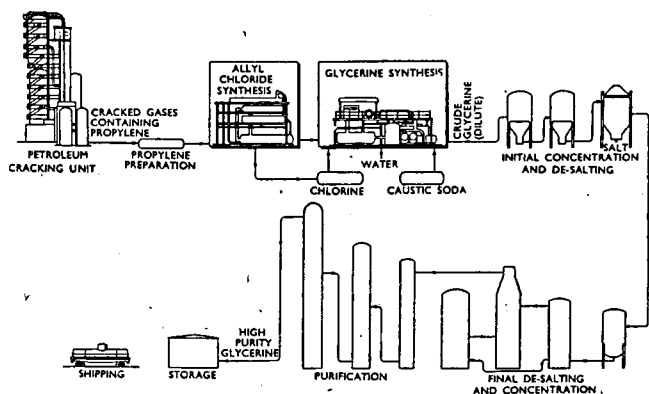 ALLYL
CHLORIDE
SYNTHESIS
GLYCERINE SYNTHESIS
CRACKED GASES
CONTAINING
PROPYLENE
CRUDE
GLYCERINE
(DILUTE)
PETROLEUM
CRACKING UNIT
PROPYLENE
PREPARATION
WATER
CHLORINE
CAUSTIC SODA
SALT
INITIAL CONCENTRATION
AND DE-SALTING
HIGH
PURITY
GLYCERINE
SHIPPING
STORAGE
PURIFICATION
FINAL DE-SALTING
AND CONCENTRATION